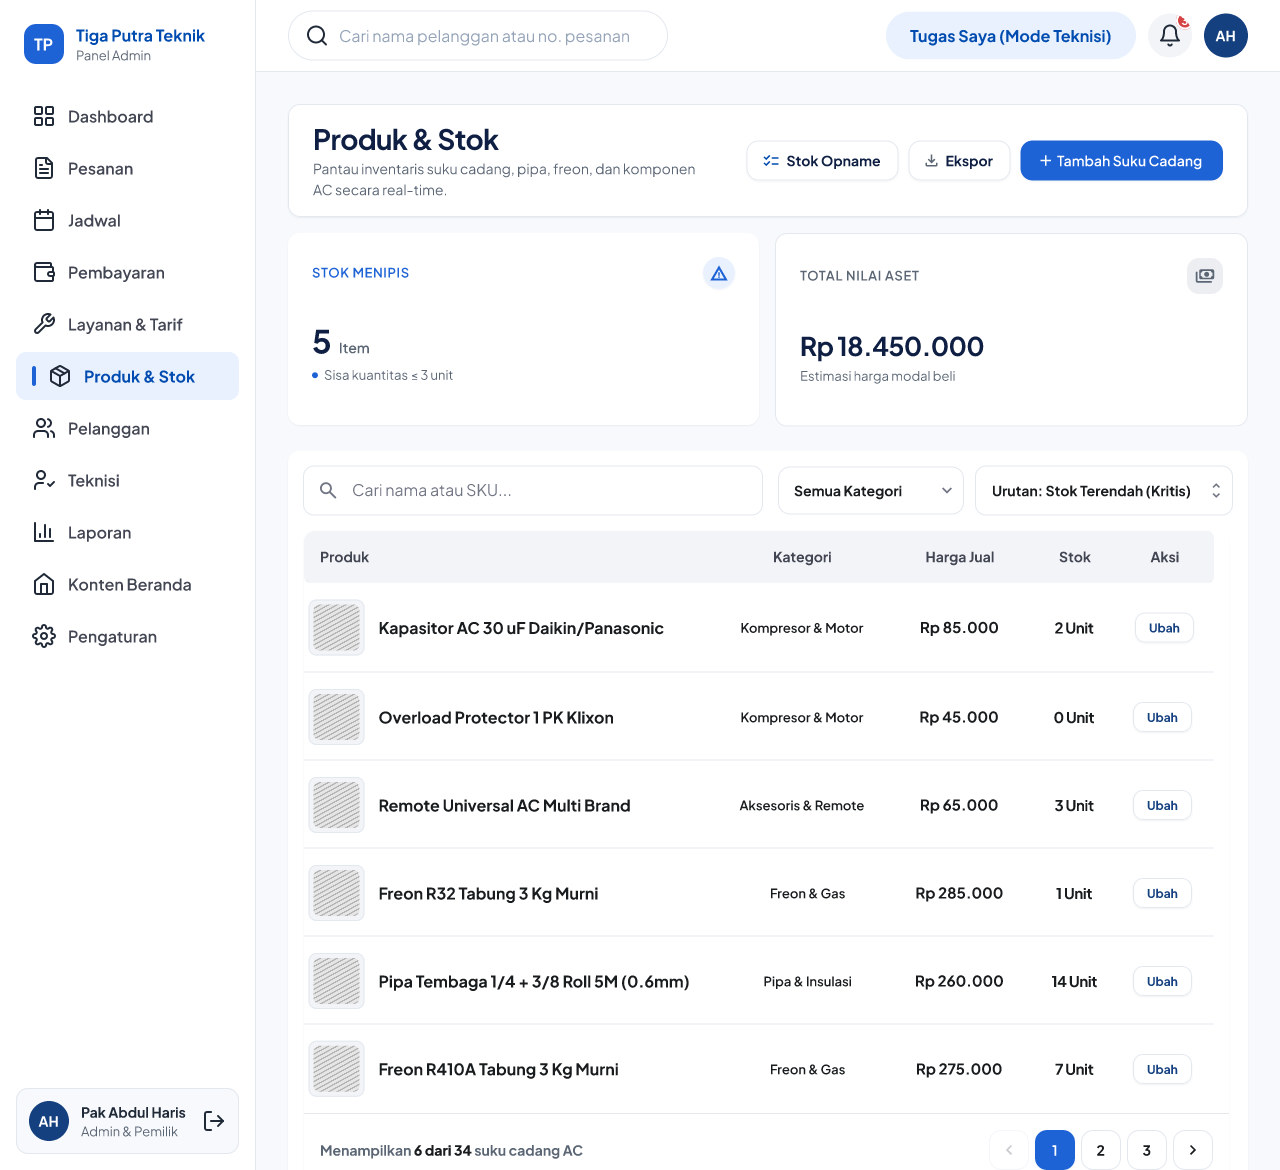 TP
Tiga Putra Teknik
Panel Admin
Dashboard
Pesanan
Jadwal
Pembayaran
Layanan & Tarif
Produk & Stok
Pelanggan
Teknisi
Laporan
Konten Beranda
Pengaturan
AH
Pak Abdul Haris
Admin & Pemilik
Cari nama pelanggan atau no. pesanan
Tugas Saya (Mode Teknisi)
AH
Produk & Stok
Pantau inventaris suku cadang, pipa, freon, dan komponen
AC secara real-time.
Stok Opname
Ekspor
Tambah Suku Cadang
STOK MENIPIS
5 Item
Sisa kuantitas ≤ 3 unit
TOTAL NILAI ASET
Rp 18.450.000
Estimasi harga modal beli
Cari nama atau SKU...
Semua Kategori
Urutan: Stok Terendah (Kritis)
Produk Kategori Harga Jual Stok Aksi
Kapasitor AC 30 uF Daikin/Panasonic Kompresor & Motor Rp 85.000 2 Unit Ubah
Overload Protector 1 PK Klixon Kompresor & Motor Rp 45.000 0 Unit Ubah
Remote Universal AC Multi Brand Aksesoris & Remote Rp 65.000 3 Unit Ubah
Freon R32 Tabung 3 Kg Murni Freon & Gas Rp 285.000 1 Unit Ubah
Pipa Tembaga 1/4 + 3/8 Roll 5M (0.6mm) Pipa & Insulasi Rp 260.000 14 Unit Ubah
Freon R410A Tabung 3 Kg Murni Freon & Gas Rp 275.000 7 Unit Ubah
Menampilkan 6 dari 34 suku cadang AC
1 2 3